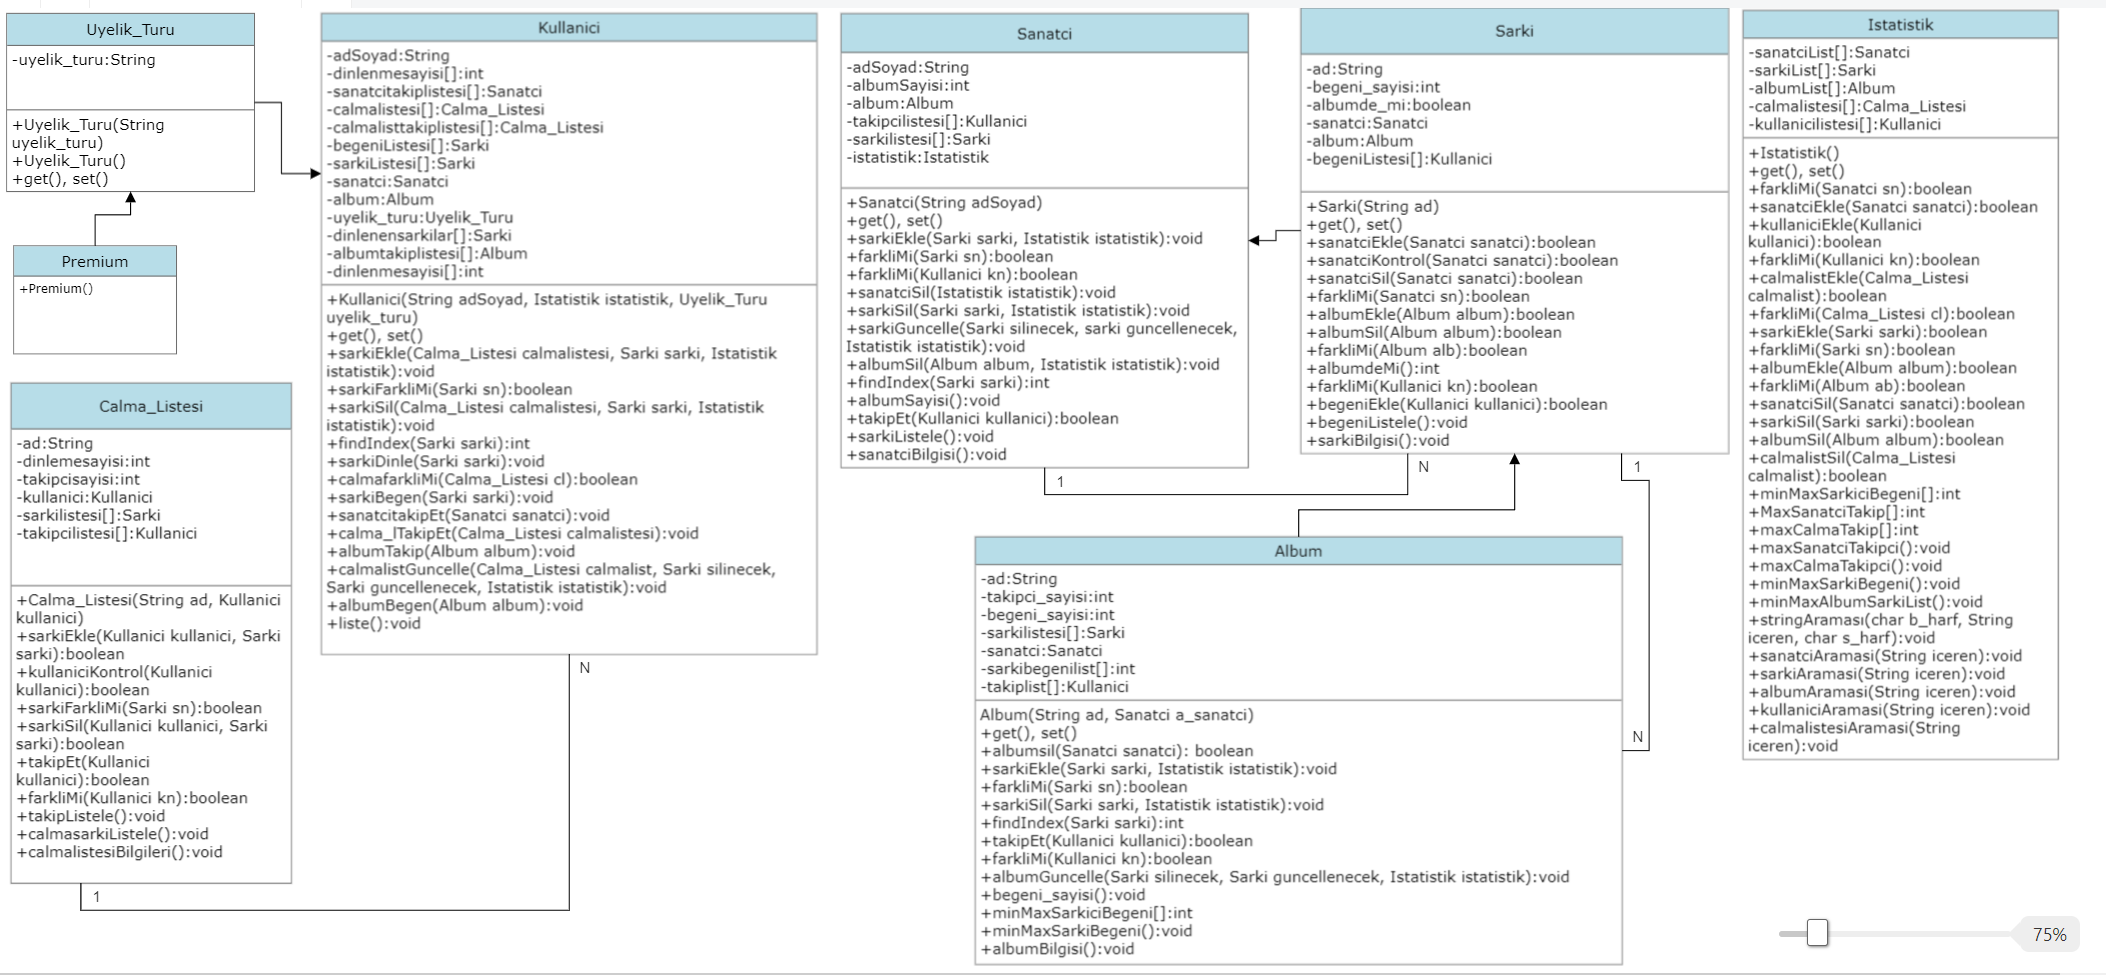 Uyelik_Turu
-uyelik_turu:String
+Uyelik_Turu(String
uyelik_turu)
+Uyelik_Turu()
+get(), set()
Premium
+Premium()
Calma_Listesi
-ad:String
-dinlemesayisi:int
-takipcisayisi:int
-kullanici:Kullanici
-sarkilistesi[]:Sarki
-takipcilistesi[]:Kullanici
+Calma_Listesi(String ad, Kullanici
kullanici)
+sarkiEkle(Kullanici kullanici, Sarki
sarki):boolean
+kullaniciKontrol(Kullanici
kullanici):boolean
+sarkiFarkliMi(Sarki sn):boolean
+sarkiSil(Kullanici kullanici, Sarki
sarki):boolean
+takipEt(Kullanici
kullanici):boolean
+farkliMi(Kullanici kn):boolean
+takipListele():void
+calmasarkiListele():void
+calmalistesiBilgileri():void
1
Kullanici
-adSoyad:String
-dinlenmesayisi[]:int
-sanatcitakiplistesi[]:Sanatci
-calmalistesi[]:Calma_Listesi
-calmalisttakiplistesi[]:Calma_Listesi
-begeniListesi[]:Sarki
-sarkiListesi[]:Sarki
-sanatci:Sanatci
-album:Album
-uyelik_turu:Uyelik_Turu
-dinlenensarkilar[]:Sarki
-albumtakiplistesi[]:Album
-dinlenmesayisi[]:int
+Kullanici(String adSoyad, Istatistik istatistik, Uyelik_Turu
uyelik_turu)
+get(), set()
+sarkiEkle(Calma_Listesi calmalistesi, Sarki sarki, Istatistik
istatistik):void
+sarkiFarkliMi(Sarki sn):boolean
+sarkiSil(Calma_Listesi calmalistesi, Sarki sarki, Istatistik
istatistik):void
+findIndex(Sarki sarki):int
+sarkiDinle(Sarki sarki):void
+calmafarkliMi(Calma_Listesi cl):boolean
+sarkiBegen(Sarki sarki):void
+sanatcitakipEt(Sanatci sanatci):void
+calma_lTakipEt(Calma_Listesi calmalistesi):void
+albumTakip(Album album):void
+calmalistGuncelle(Calma_Listesi calmalist, Sarki silinecek,
Sarki guncellenecek, Istatistik istatistik):void
+albumBegen(Album album):void
+liste():void
N
Sanatci
-adSoyad:String
-albumSayisi:int
-album:Album
-takipcilistesi[]:Kullanici
-sarkilistesi[]:Sarki
-istatistik:Istatistik
+Sanatci(String adSoyad)
+get(), set()
+sarkiEkle(Sarki sarki, Istatistik istatistik):void
+farkliMi(Sarki sn):boolean
+farkliMi(Kullanici kn):boolean
+sanatciSil(Istatistik istatistik):void
+sarkiSil(Sarki sarki, Istatistik istatistik):void
+sarkiGuncelle(Sarki silinecek, sarki guncellenecek,
Istatistik istatistik):void
+albumSil(Album album, Istatistik istatistik):void
+findIndex(Sarki sarki):int
+albumSayisi():void
+takipEt(Kullanici kullanici):boolean
+sarkiListele():void
+sanatciBilgisi():void
1
Sarki
-ad:String
-begeni_sayisi:int
-albumde_mi:boolean
-sanatci:Sanatci
-album:Album
-begeniListesi[]:Kullanici
+Sarki(String ad)
+get(), set()
+sanatciEkle(Sanatci sanatci):boolean
+sanatciKontrol(Sanatci sanatci):boolean
+sanatciSil(Sanatci sanatci):boolean
+farkliMi(Sanatci sn):boolean
+albumEkle(Album album):boolean
+albumSil(Album album):boolean
+farkliMi(Album alb):boolean
+albumdeMi():int
+farkliMi(Kullanici kn):boolean
+begeniEkle(Kullanici kullanici):boolean
+begeniListele():void
+sarkiBilgisi():void
N
1
Album
-ad:String
-takipci_sayisi:int
-begeni_sayisi:int
-sarkilistesi[]:Sarki
-sanatci:Sanatci
-sarkibegenilist[]:int
-takiplist[]:Kullanici
Album(String ad, Sanatci a_sanatci)
+get(), set()
+albumsil(Sanatci sanatci): boolean
+sarkiEkle(Sarki sarki, Istatistik istatistik):void
+farkliMi(Sarki sn):boolean
+sarkiSil(Sarki sarki, Istatistik istatistik):void
+findIndex(Sarki sarki):int
+takipEt(Kullanici kullanici):boolean
+farkliMi(Kullanici kn):boolean
+albumGuncelle(Sarki silinecek, Sarki guncellenecek, Istatistik istatistik):void
+begeni_sayisi():void
+minMaxSarkiciBegeni[]:int
+minMaxSarkiBegeni():void
+albumBilgisi():void
N
Istatistik
-sanatciList[]:Sanatci
-sarkiList[]:Sarki
-albumList[]:Album
-calmalistesi[]:Calma_Listesi
-kullanicilistesi[]:Kullanici
+Istatistik()
+get(), set()
+farkliMi(Sanatci sn):boolean
+sanatciEkle(Sanatci sanatci):boolean
+kullaniciEkle(Kullanici
kullanici):boolean
+farkliMi(Kullanici kn):boolean
+calmalistEkle(Calma_Listesi
calmalist):boolean
+farkliMi(Calma_Listesi cl):boolean
+sarkiEkle(Sarki sarki):boolean
+farkliMi(Sarki sn):boolean
+albumEkle(Album album):boolean
+farkliMi(Album ab):boolean
+sanatciSil(Sanatci sanatci):boolean
+sarkiSil(Sarki sarki):boolean
+albumSil(Album album):boolean
+calmalistSil(Calma_Listesi
calmalist):boolean
+minMaxSarkiciBegeni[]:int
+MaxSanatciTakip[]:int
+maxCalmaTakip[]:int
+maxSanatciTakipci():void
+maxCalmaTakipci():void
+minMaxSarkiBegeni():void
+minMaxAlbumSarkiList():void
+stringAraması(char b_harf, String
iceren, char s_harf):void
+sanatciAramasi(String iceren):void
+sarkiAramasi(String iceren):void
+albumAramasi(String iceren):void
+kullaniciAramasi(String iceren):void
+calmalistesiAramasi(String
iceren):void
75%